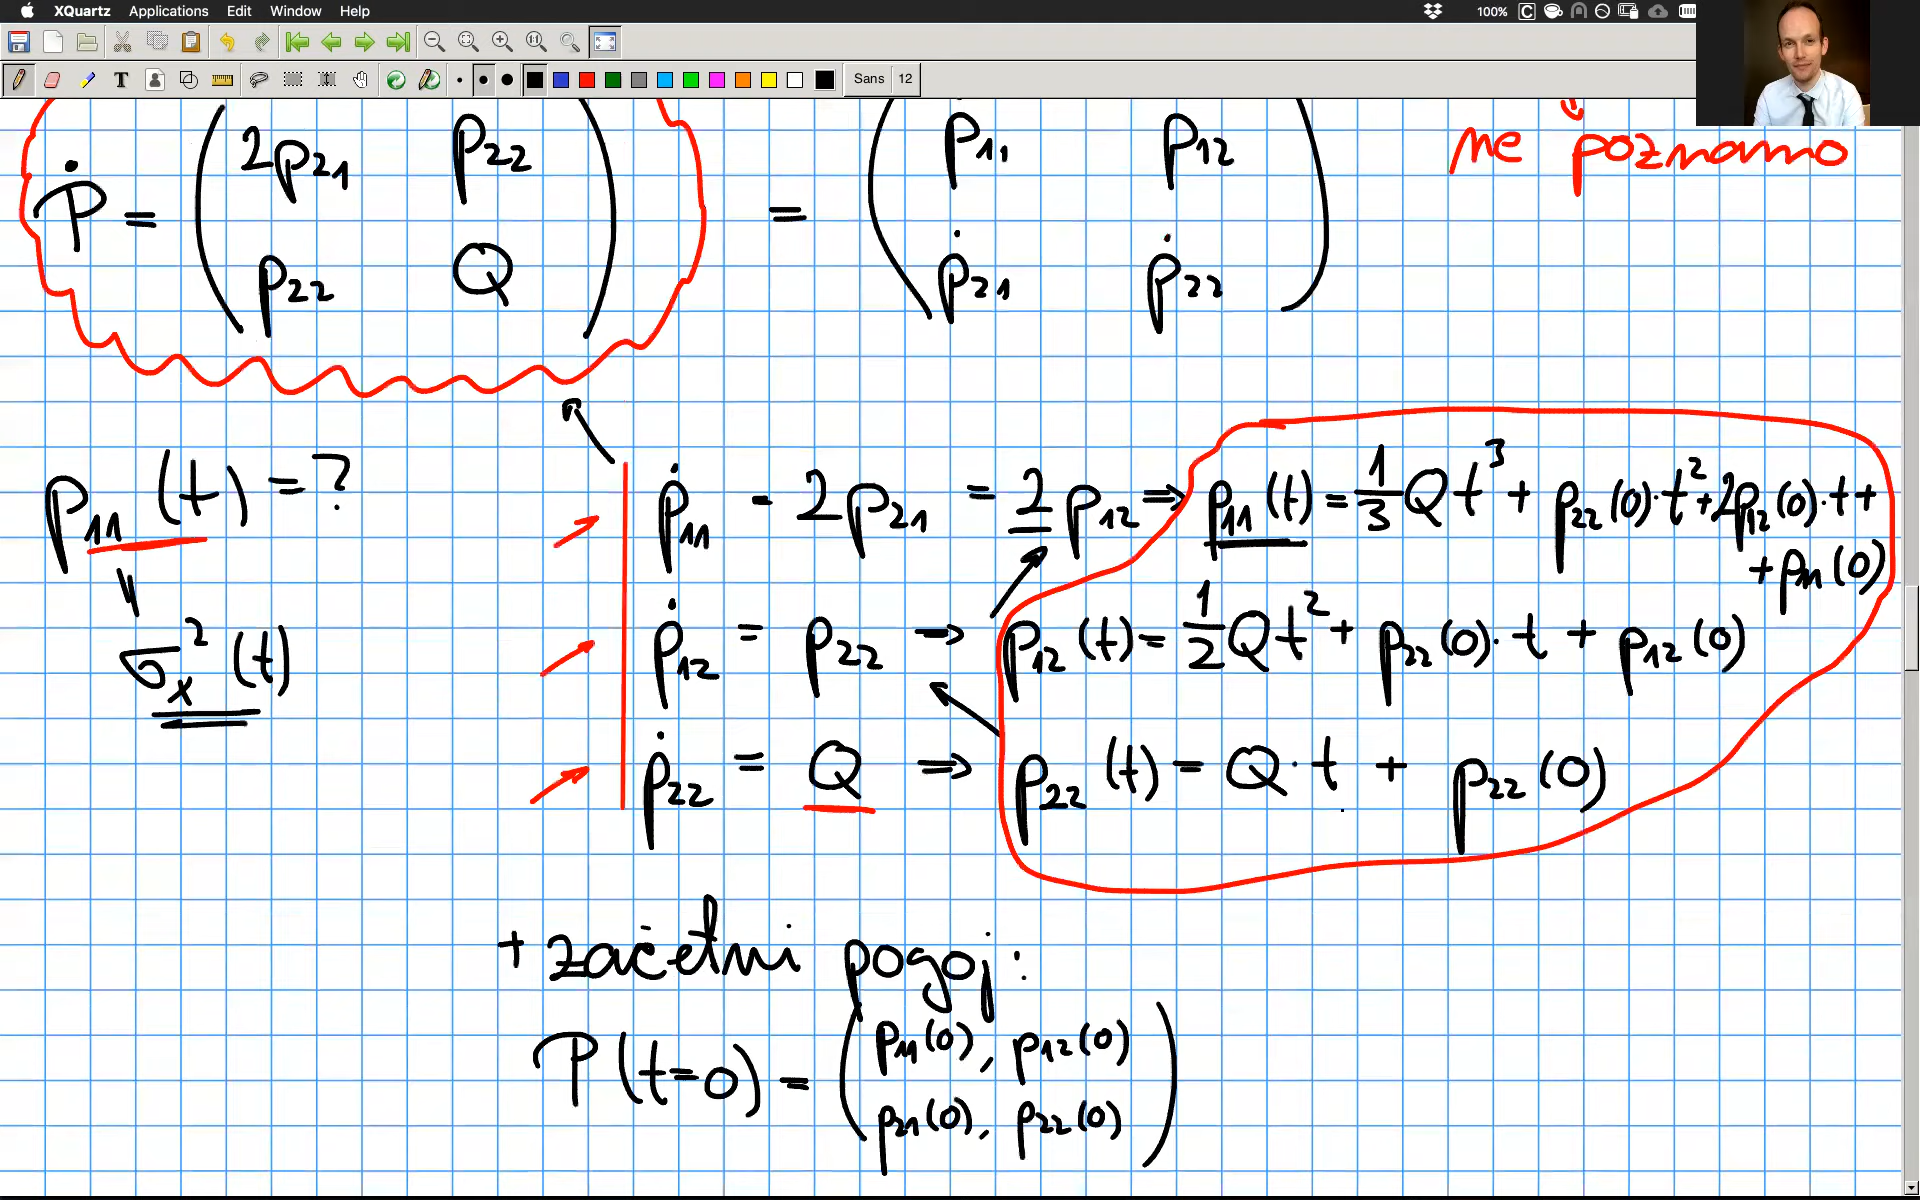 XQuartz Applications Edit Window Help 100%
Sans 12
Ṗ = ( 2p₂₁ p₂₂ ; p₂₂ Q ) = ( ṗ₁₁ ṗ₁₂ ; ṗ₂₁ ṗ₂₂ )
ne poznamo
p₁₁(t) = ?
σₓ²(t)
ṗ₁₁ = 2p₂₁ = 2p₁₂ ⇒ p₁₁(t) = 1/3 Qt³ + p₂₂(0)·t² + 2p₁₂(0)·t +
+ p₁₁(0)
ṗ₁₂ = p₂₂ ⇒ p₁₂(t) = 1/2 Qt² + p₂₂(0)·t + p₁₂(0)
ṗ₂₂ = Q ⇒ p₂₂(t) = Q·t + p₂₂(0)
+ začetni pogoj:
P(t=0) = ( p₁₁(0), p₁₂(0) ; p₂₁(0), p₂₂(0) )